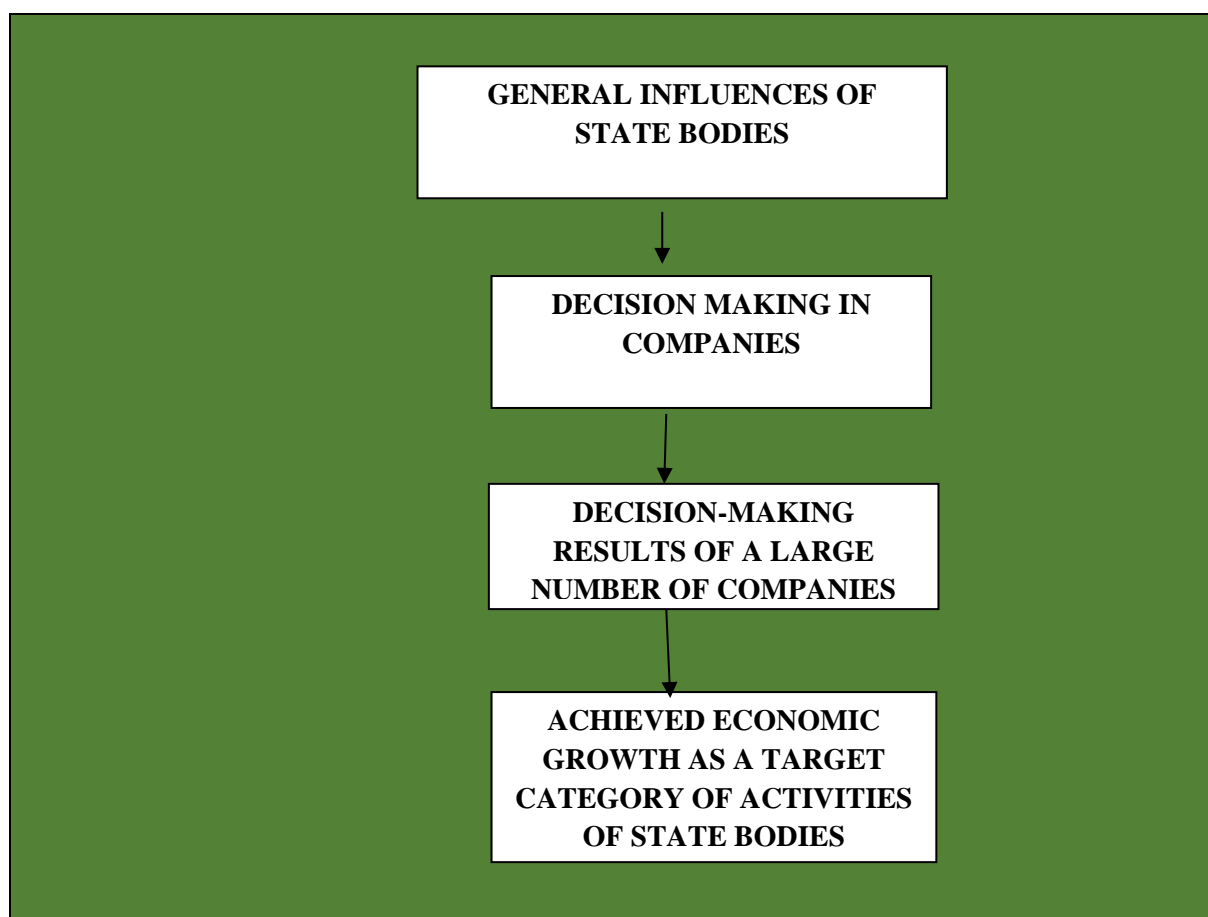 GENERAL INFLUENCES OF
STATE BODIES
DECISION MAKING IN
COMPANIES
DECISION-MAKING
RESULTS OF A LARGE
NUMBER OF COMPANIES
ACHIEVED ECONOMIC
GROWTH AS A TARGET
CATEGORY OF ACTIVITIES
OF STATE BODIES